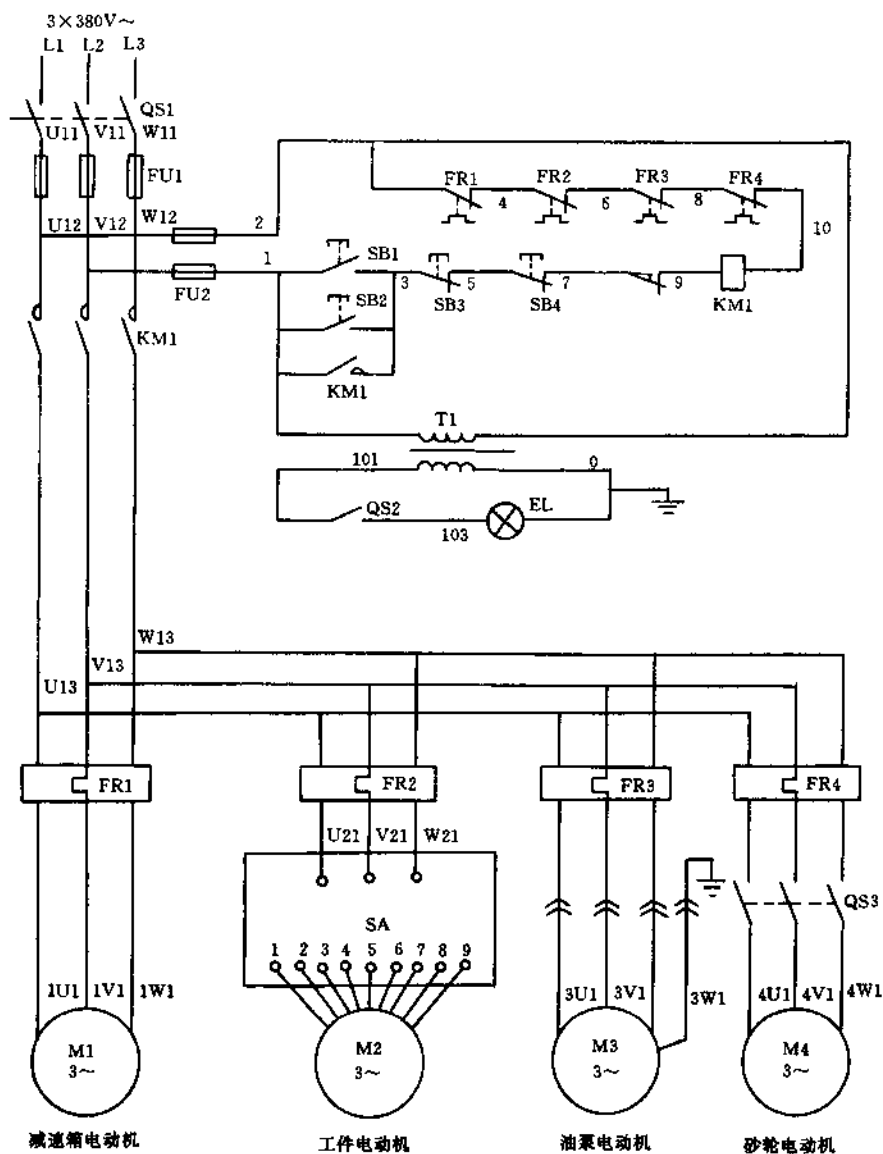 3×380V~
L1 L2 L3
QS1
U11 V11 W11
FU1
FR1 FR2 FR3 FR4
4 6 8
10
U12 V12 W12
2
1
FU2
SB1
3 SB3 5 SB4 7 9 KM1
SB2
KM1
KM1
T1
101 0
QS2 103 EL
W13
V13
U13
FR1 FR2 FR3 FR4
U21 V21 W21
SA
1 2 3 4 5 6 7 8 9
QS3
1U1 1V1 1W1 3U1 3V1 3W1 4U1 4V1 4W1
M1 M2 M3 M4
3~ 3~ 3~ 3~
减速箱电动机 工件电动机 油泵电动机 砂轮电动机